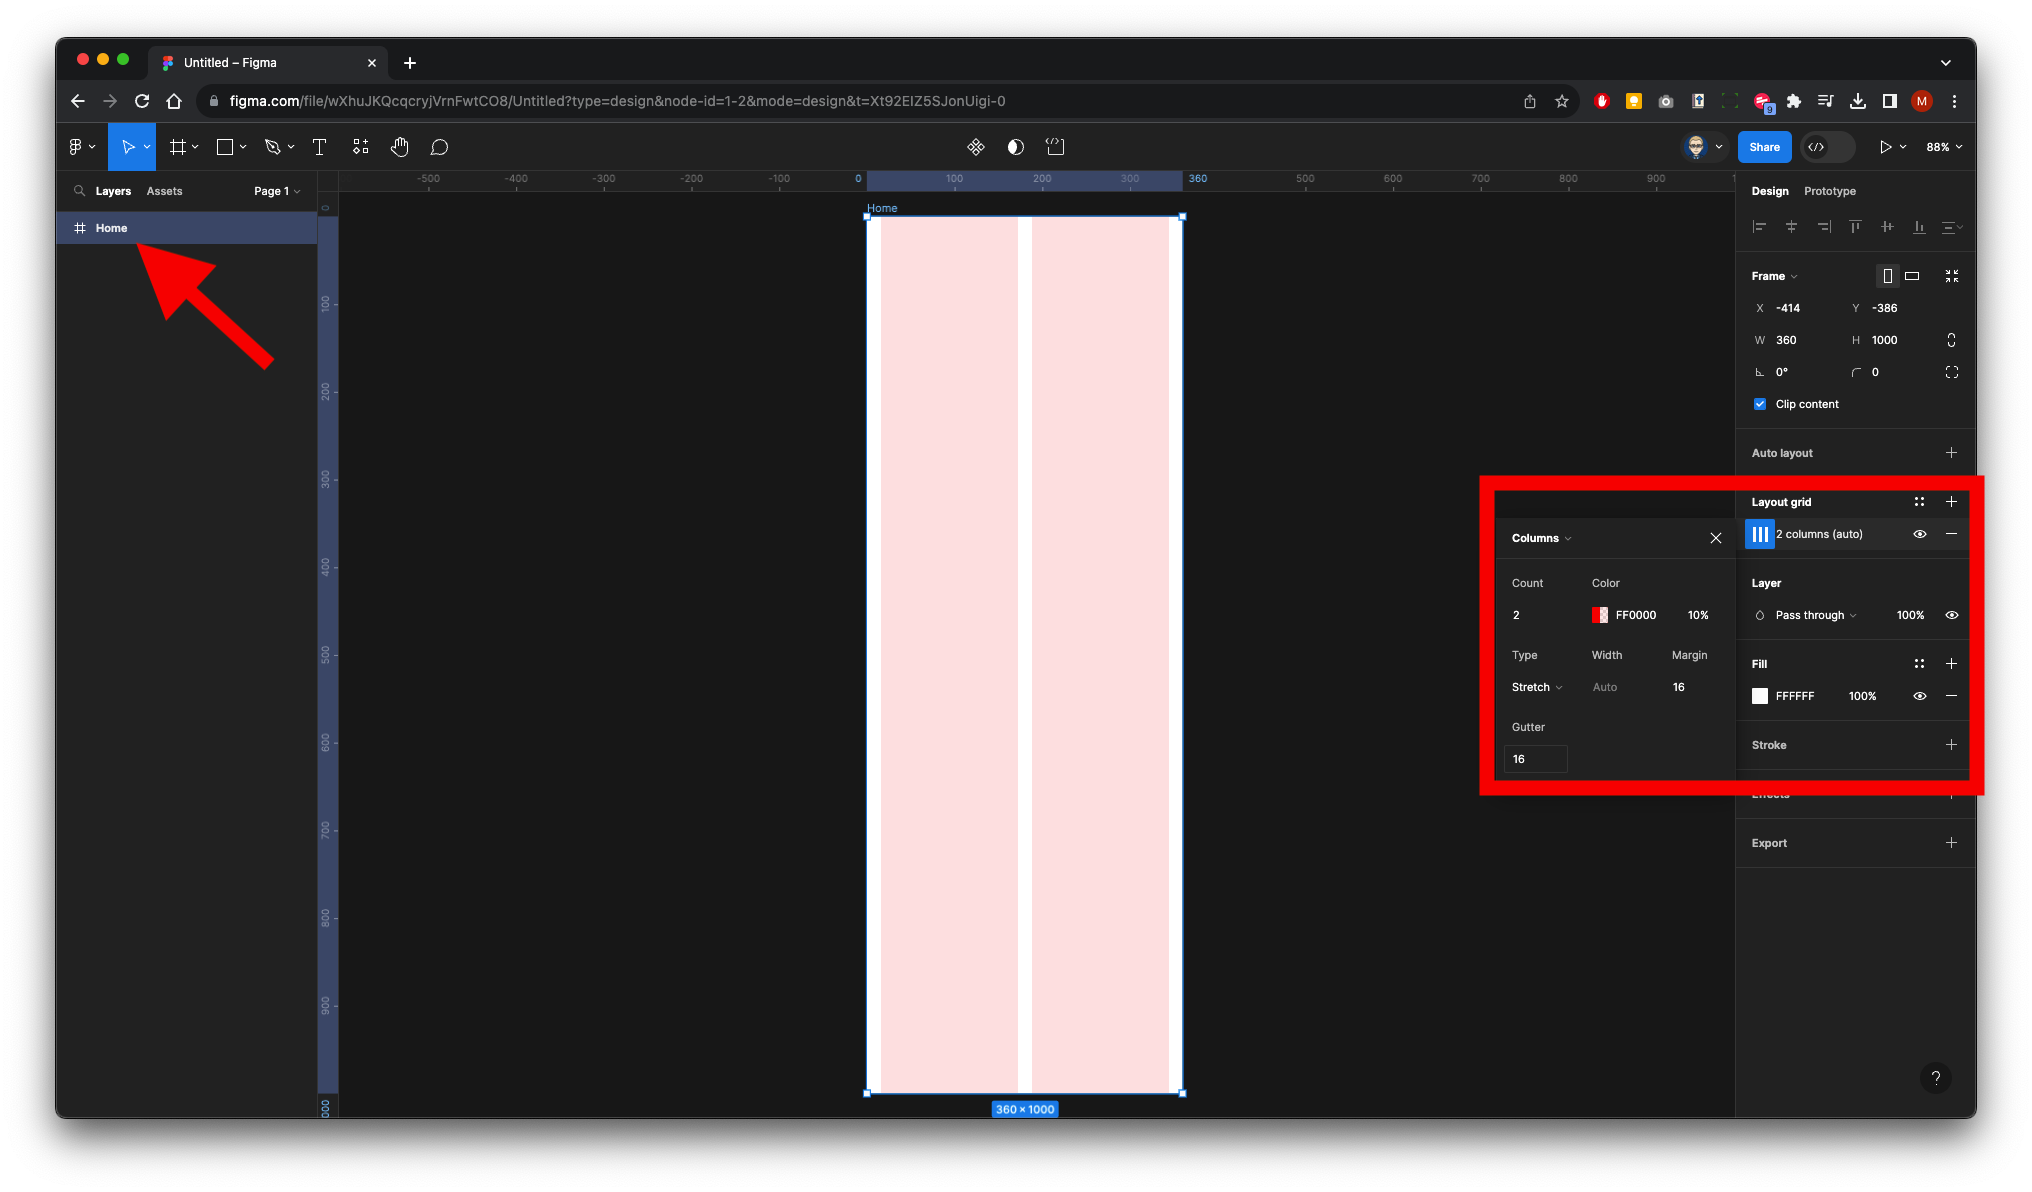 Untitled – Figma
figma.com/file/wXhuJKQcqcryjVrnFwtCO8/Untitled?type=design&node-id=1-2&mode=design&t=Xt92EIZ5SJonUigi-0
9
M
T
Share
88%
Layers
Assets
Page 1
-500
-400
-300
-200
-100
0
100
200
300
360
500
600
700
800
900
1
Design
Prototype
Home
Home
0
100
200
300
400
500
600
700
800
900
000
360 × 1000
Frame
X -414
Y -386
W 360
H 1000
0°
0
Clip content
Auto layout
Layout grid
2 columns (auto)
Columns
Count
Color
2
FF0000
10%
Type
Width
Margin
Stretch
Auto
16
Gutter
16
Layer
Pass through
100%
Fill
FFFFFF
100%
Stroke
Effects
Export
?